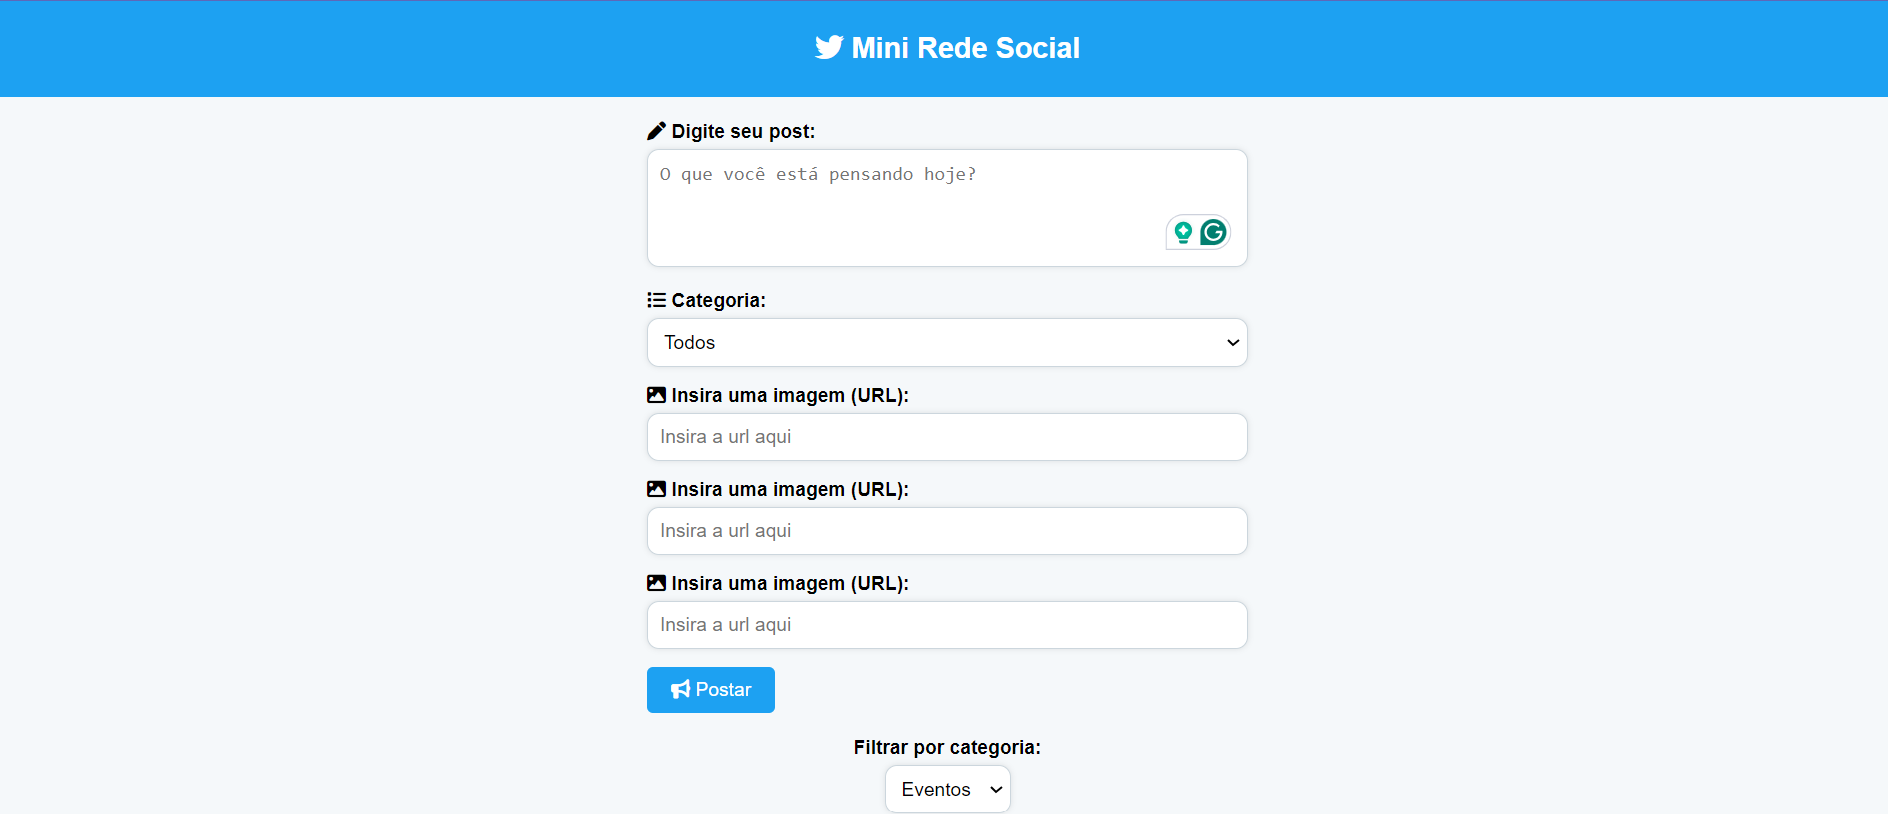 Mini Rede Social
Digite seu post:
O que você está pensando hoje?
Categoria:
Todos
Insira uma imagem (URL):
Insira a url aqui
Insira uma imagem (URL):
Insira a url aqui
Insira uma imagem (URL):
Insira a url aqui
Postar
Filtrar por categoria:
Eventos